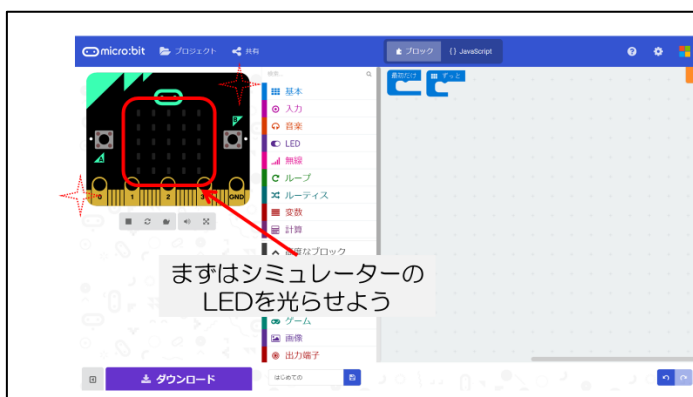 micro:bit プロジェクト 共有 ブロック {} JavaScript
検索...
基本
入力
音楽
LED
無線
ループ
変数
計算
高度なブロック
まずはシミュレーターの
LEDを光らせよう
ゲーム
画像
出力端子
最初だけ ずっと
A
B
0 1 2 3 GND
ダウンロード
はじめての